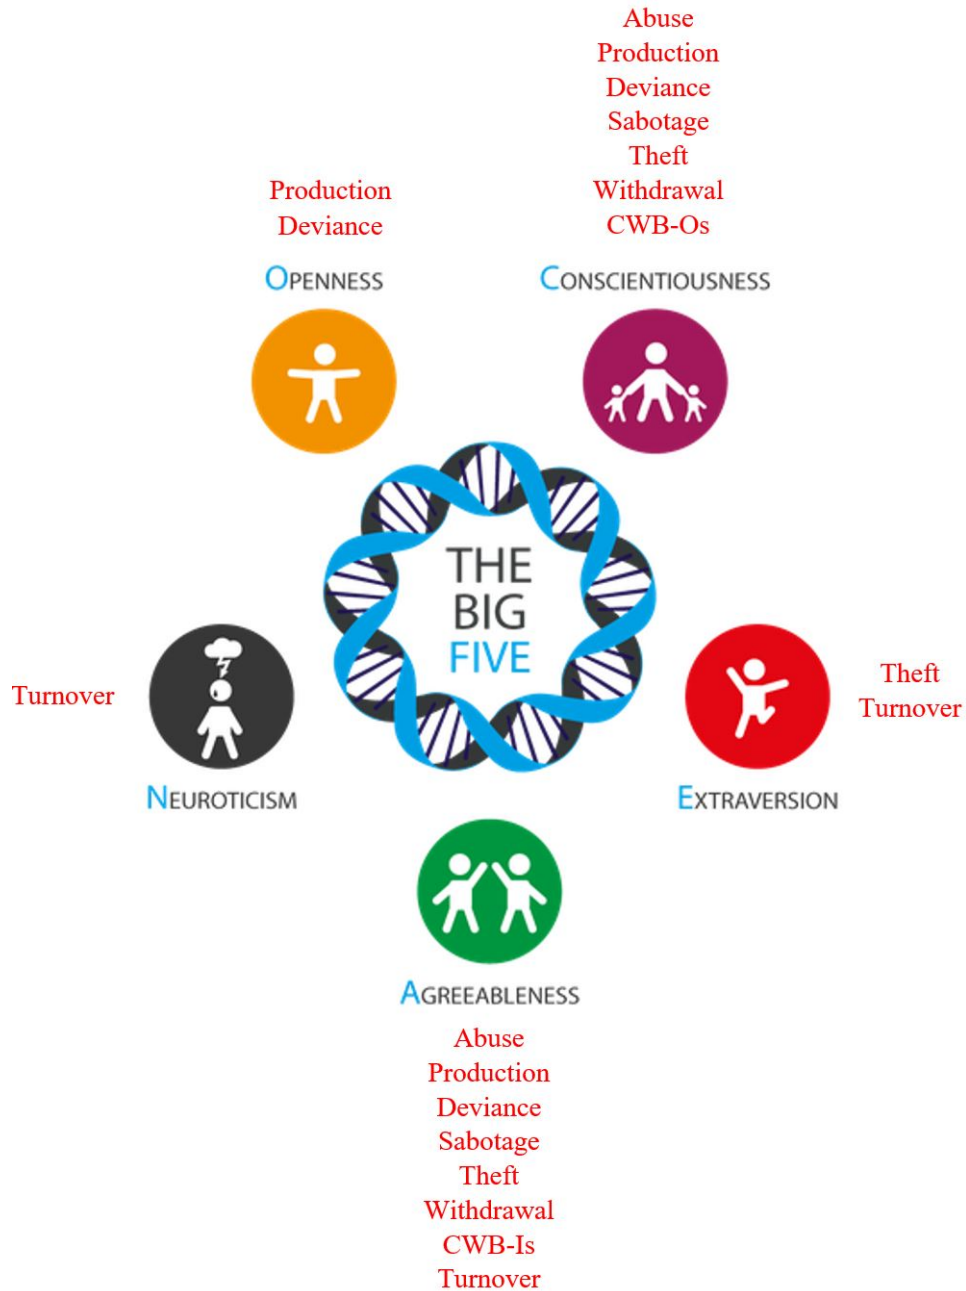 Abuse
Production
Deviance
Sabotage
Theft
Withdrawal
CWB-Os
Production
Deviance
OPENNESS
CONSCIENTIOUSNESS
THE
BIG
FIVE
Turnover
NEUROTICISM
Theft
Turnover
EXTRAVERSION
AGREEABLENESS
Abuse
Production
Deviance
Sabotage
Theft
Withdrawal
CWB-Is
Turnover